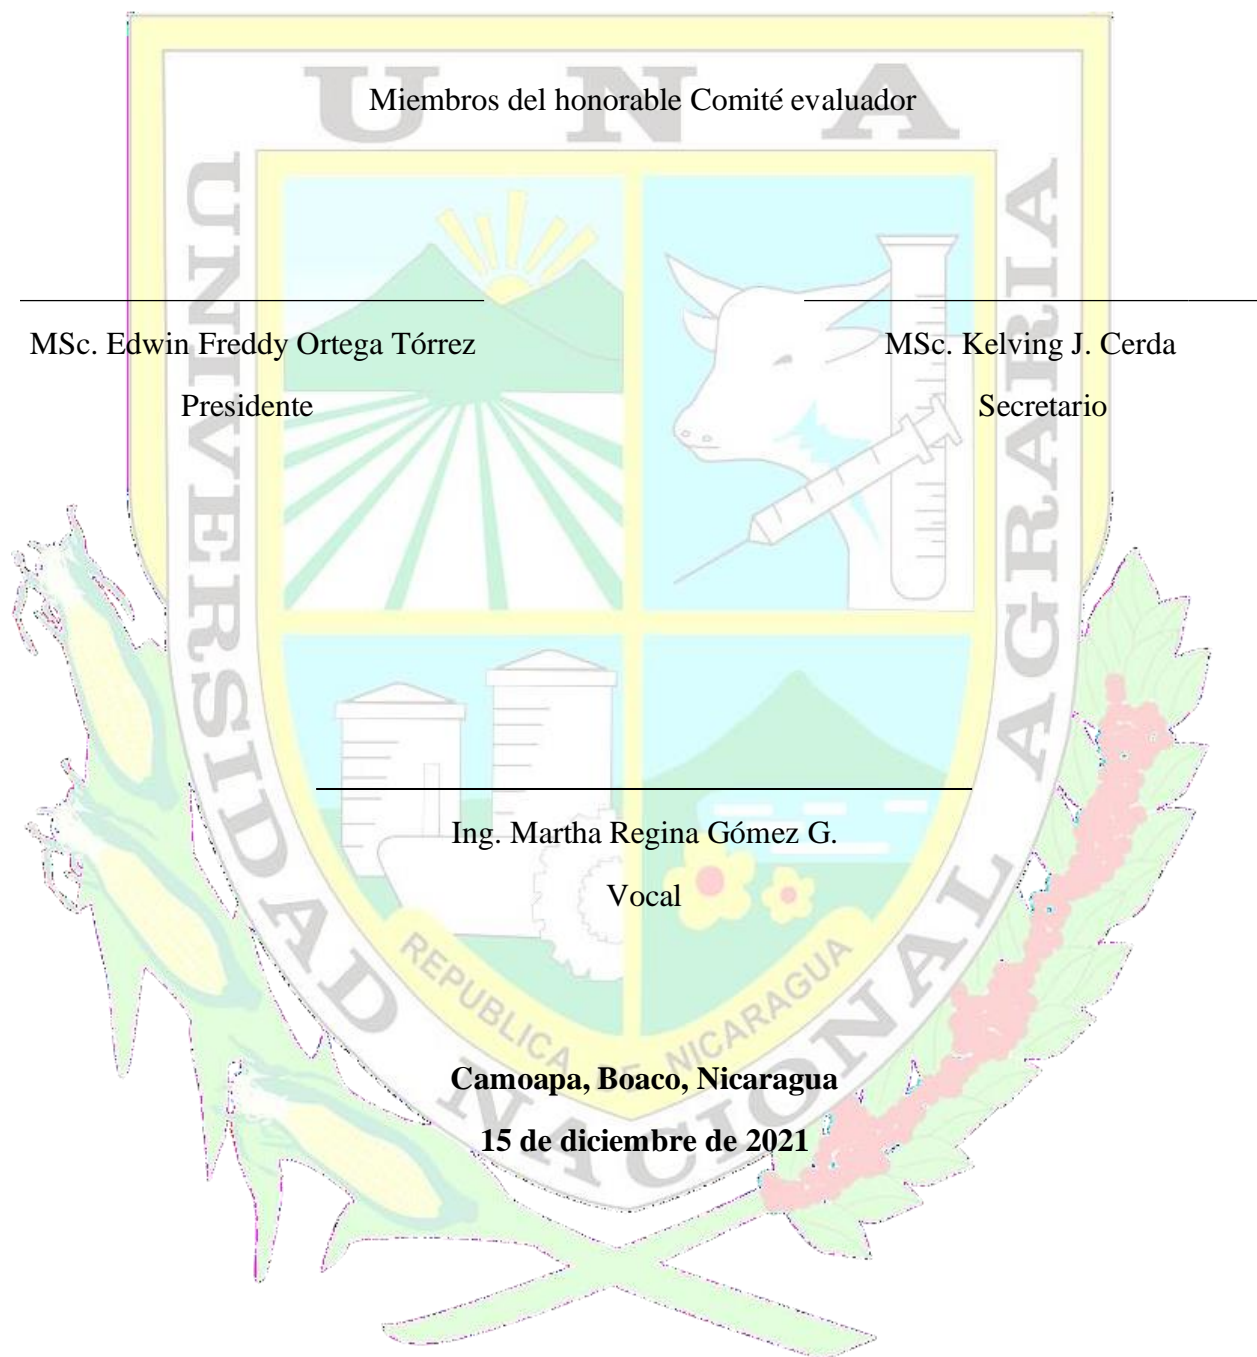 UNA
UNIVERSIDAD NACIONAL AGRARIA
Miembros del honorable Comité evaluador
MSc. Edwin Freddy Ortega Tórrez
MSc. Kelving J. Cerda
Presidente
Secretario
Ing. Martha Regina Gómez G.
Vocal
REPUBLICA DE NICARAGUA
Camoapa, Boaco, Nicaragua
15 de diciembre de 2021